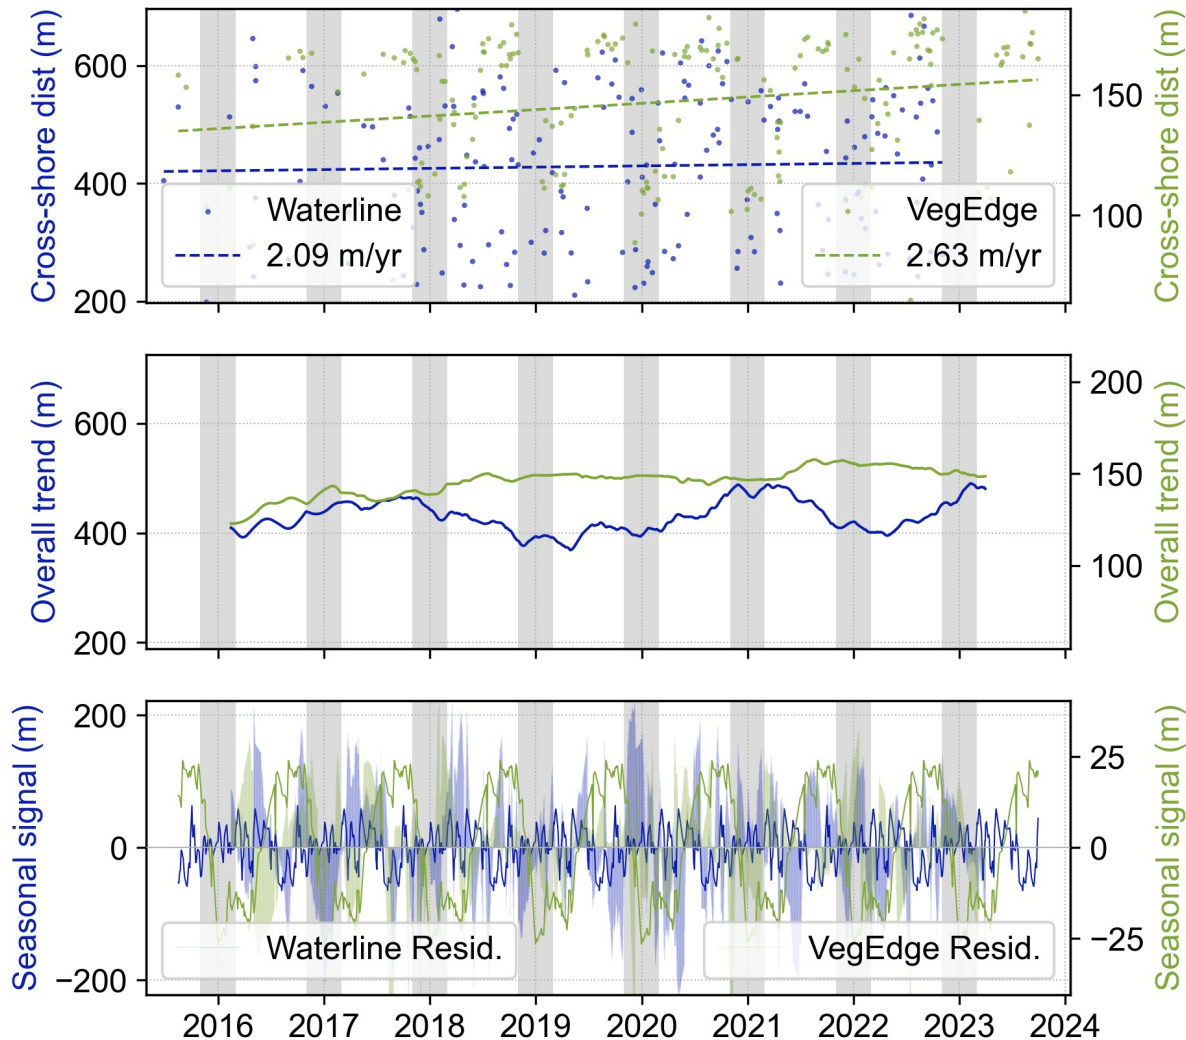 Cross-shore dist (m)
600
400
200
Waterline
2.09 m/yr
VegEdge
2.63 m/yr
150
100
Cross-shore dist (m)
Overall trend (m)
600
400
200
200
150
100
Overall trend (m)
Seasonal signal (m)
200
0
−200
Waterline Resid.
VegEdge Resid.
25
0
−25
Seasonal signal (m)
2016 2017 2018 2019 2020 2021 2022 2023 2024